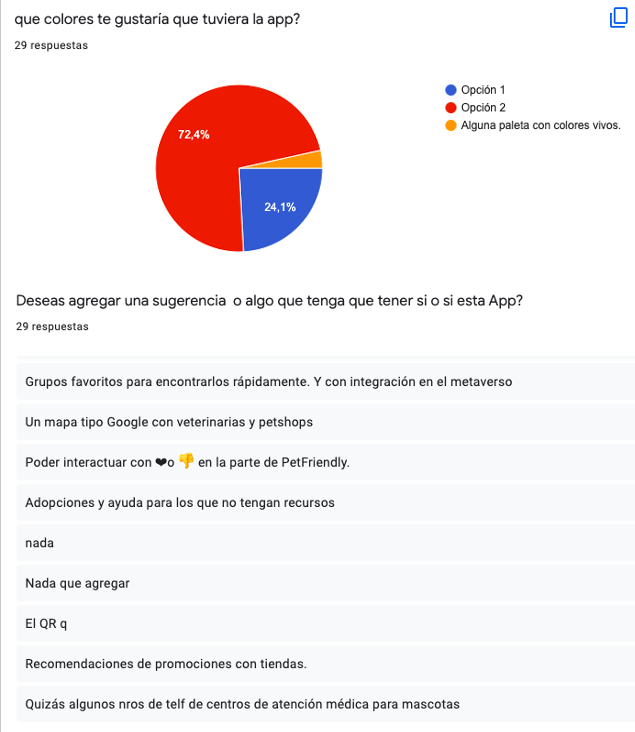 que colores te gustaría que tuviera la app?
29 respuestas
Opción 1
Opción 2
Alguna paleta con colores vivos.
72,4%
24,1%
Deseas agregar una sugerencia o algo que tenga que tener si o si esta App?
29 respuestas
Grupos favoritos para encontrarlos rápidamente. Y con integración en el metaverso
Un mapa tipo Google con veterinarias y petshops
Poder interactuar con ❤o 👎 en la parte de PetFriendly.
Adopciones y ayuda para los que no tengan recursos
nada
Nada que agregar
El QR q
Recomendaciones de promociones con tiendas.
Quizás algunos nros de telf de centros de atención médica para mascotas